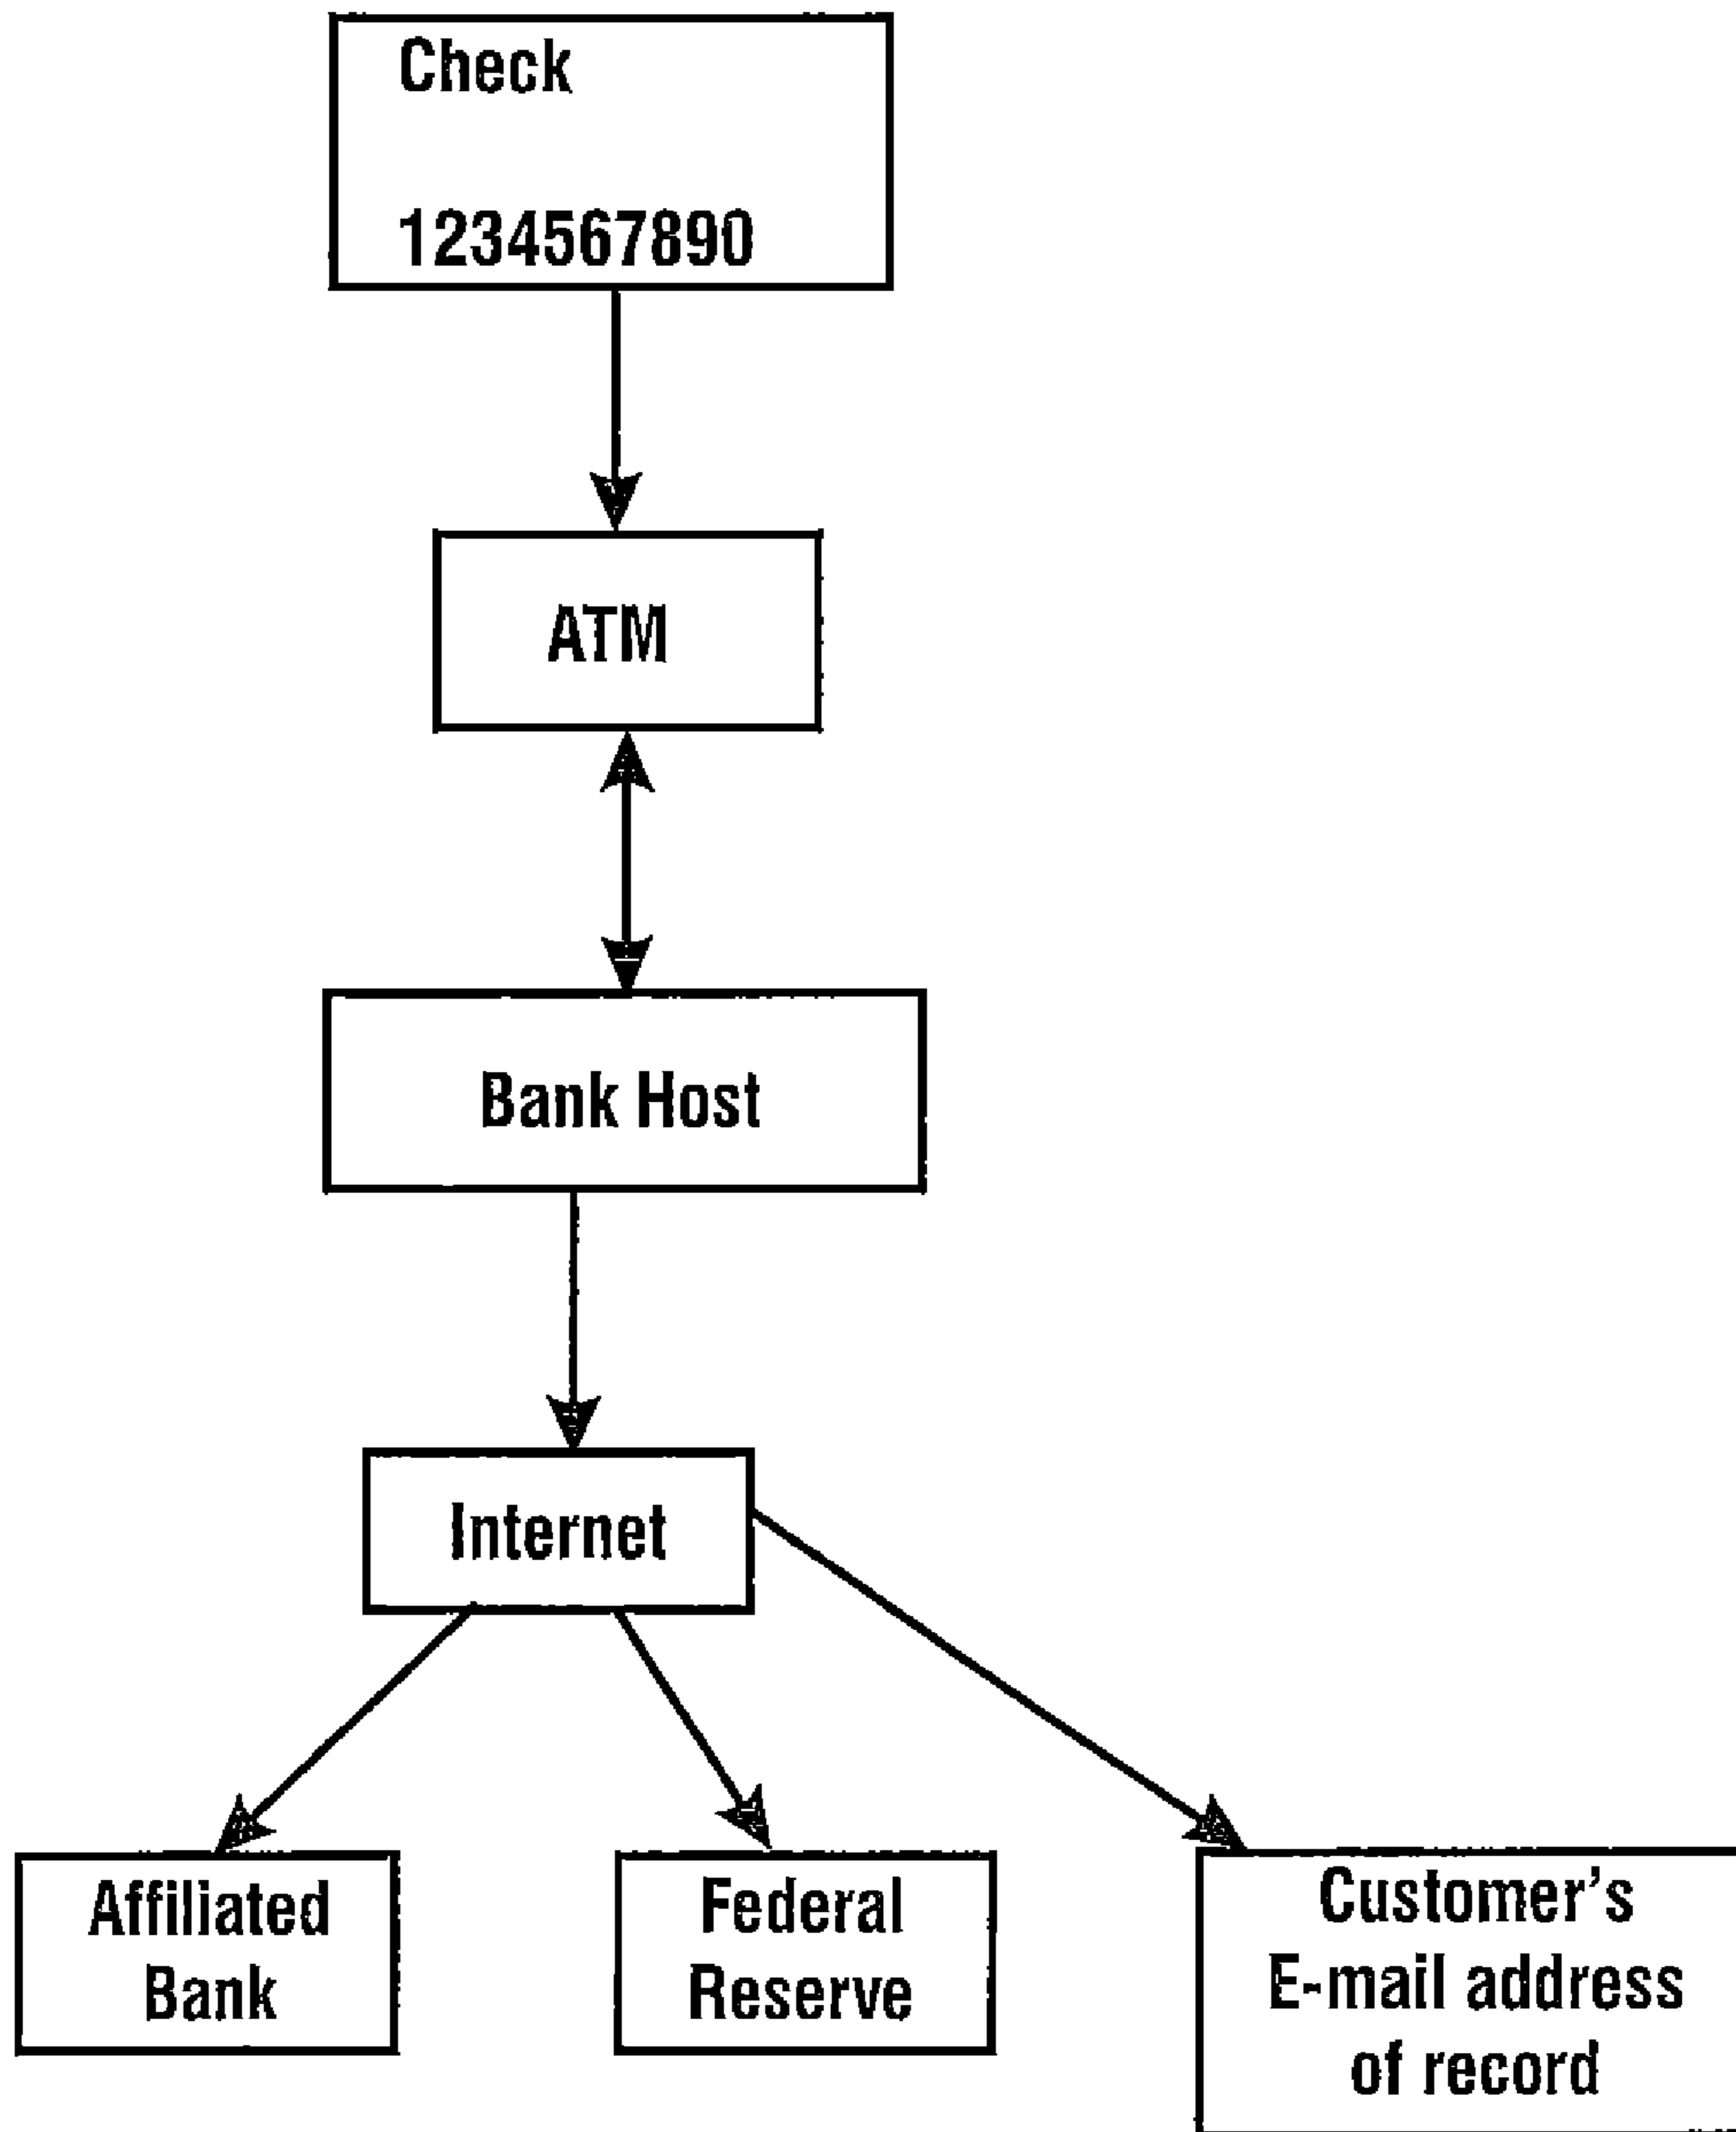 Check
1234567890
ATM
Bank Host
Internet
Affiliated
Bank
Federal
Reserve
Customer's
E-mail address
of record